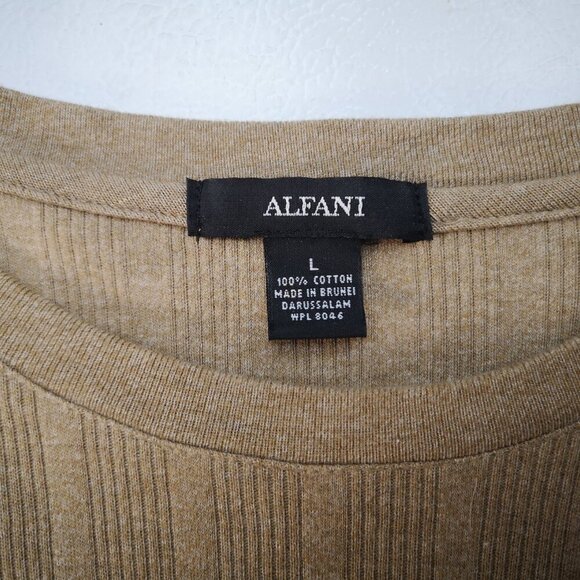 ALFANI
L
100% COTTON
MADE IN BRUNEI
DARUSSALAM
WPL 8046